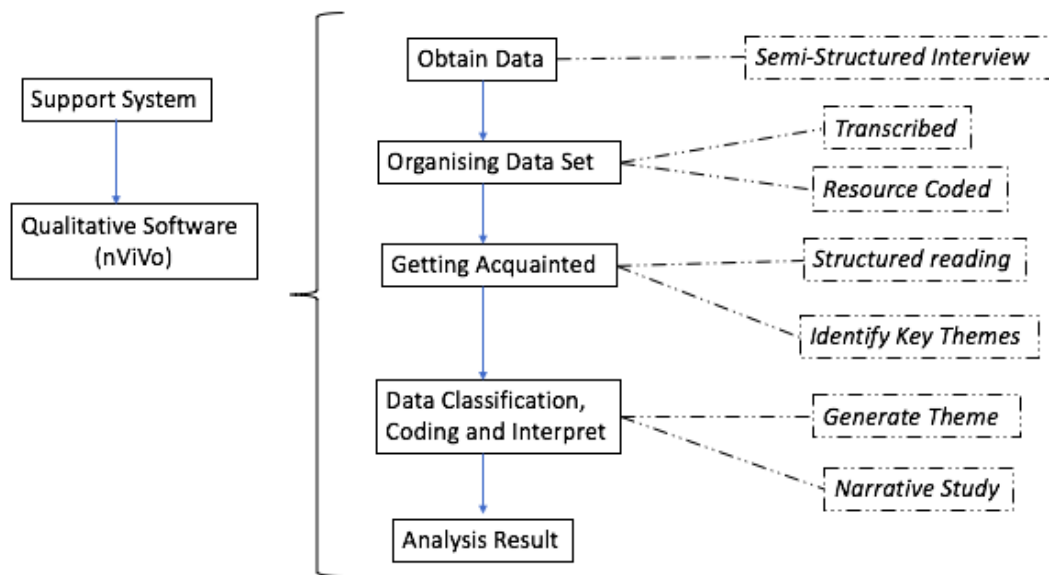 Support System
Qualitative Software
(nViVo)
Obtain Data
Semi-Structured Interview
Organising Data Set
Transcribed
Resource Coded
Getting Acquainted
Structured reading
Identify Key Themes
Data Classification,
Coding and Interpret
Generate Theme
Narrative Study
Analysis Result